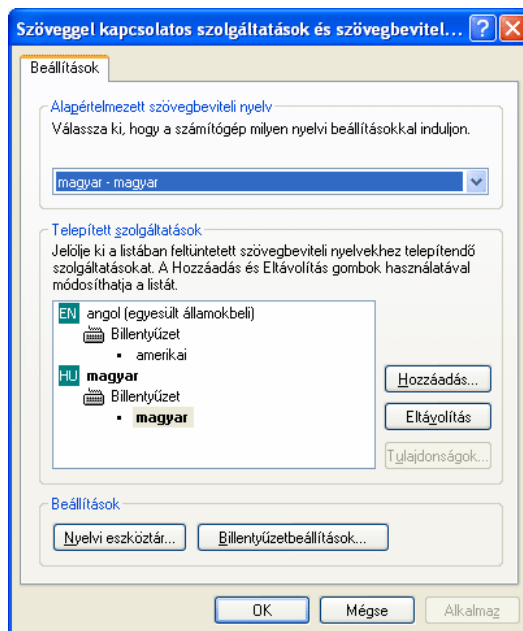 Szöveggel kapcsolatos szolgáltatások és szövegbevitel...
Beállítások
Alapértelmezett szövegbeviteli nyelv
Válassza ki, hogy a számítógép milyen nyelvi beállításokkal induljon.
magyar - magyar
Telepített szolgáltatások
Jelölje ki a listában feltüntetett szövegbeviteli nyelvekhez telepítendő
szolgáltatásokat. A Hozzáadás és Eltávolítás gombok használatával
módosíthatja a listát.
EN angol (egyesült államokbeli)
Billentyűzet
amerikai
HU magyar
Billentyűzet
magyar
Hozzáadás...
Eltávolítás
Tulajdonságok...
Beállítások
Nyelvi eszköztár... Billentyűzetbeállítások...
OK Mégse Alkalmaz